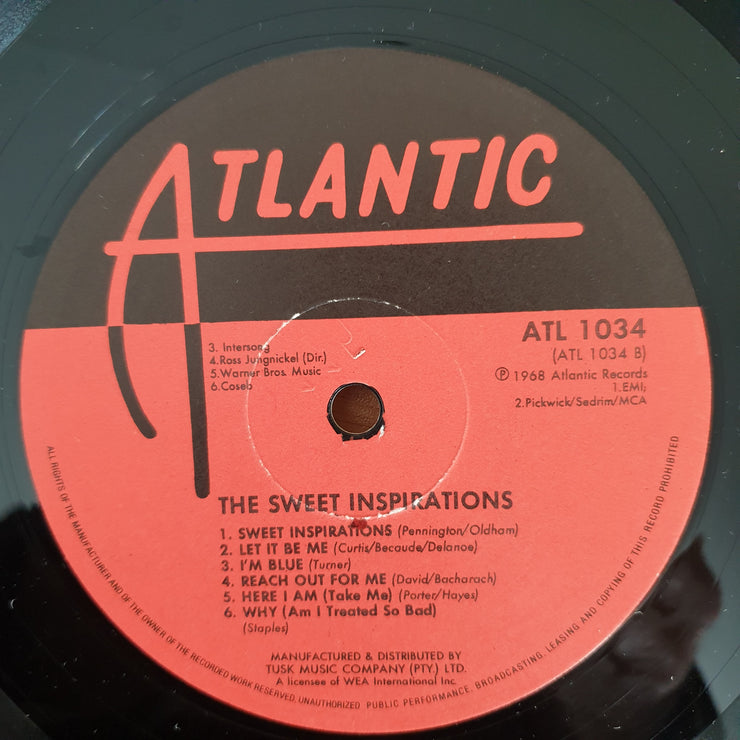 ATLANTIC
ATL 1034
(ATL 1034 B)
℗ 1968 Atlantic Records
1.EMI;
2.Pickwick/Sedrim/MCA
3. Intersong
4.Ross Jungnickel (Dir.)
5.Warner Bros. Music
6.Coseb
THE SWEET INSPIRATIONS
1. SWEET INSPIRATIONS (Pennington/Oldham)
2. LET IT BE ME (Curtis/Becaude/Delanoe)
3. I'M BLUE (Turner)
4. REACH OUT FOR ME (David/Bacharach)
5. HERE I AM (Take Me) (Porter/Hayes)
6. WHY (Am I Treated So Bad)
(Staples)
MANUFACTURED & DISTRIBUTED BY
TUSK MUSIC COMPANY (PTY.) LTD.
A licensee of WEA International Inc.
ALL RIGHTS OF THE MANUFACTURER AND OF THE OWNER OF THE RECORDED WORK RESERVED. UNAUTHORIZED PUBLIC PERFORMANCE, BROADCASTING, LEASING AND COPYING OF THIS RECORD PROHIBITED